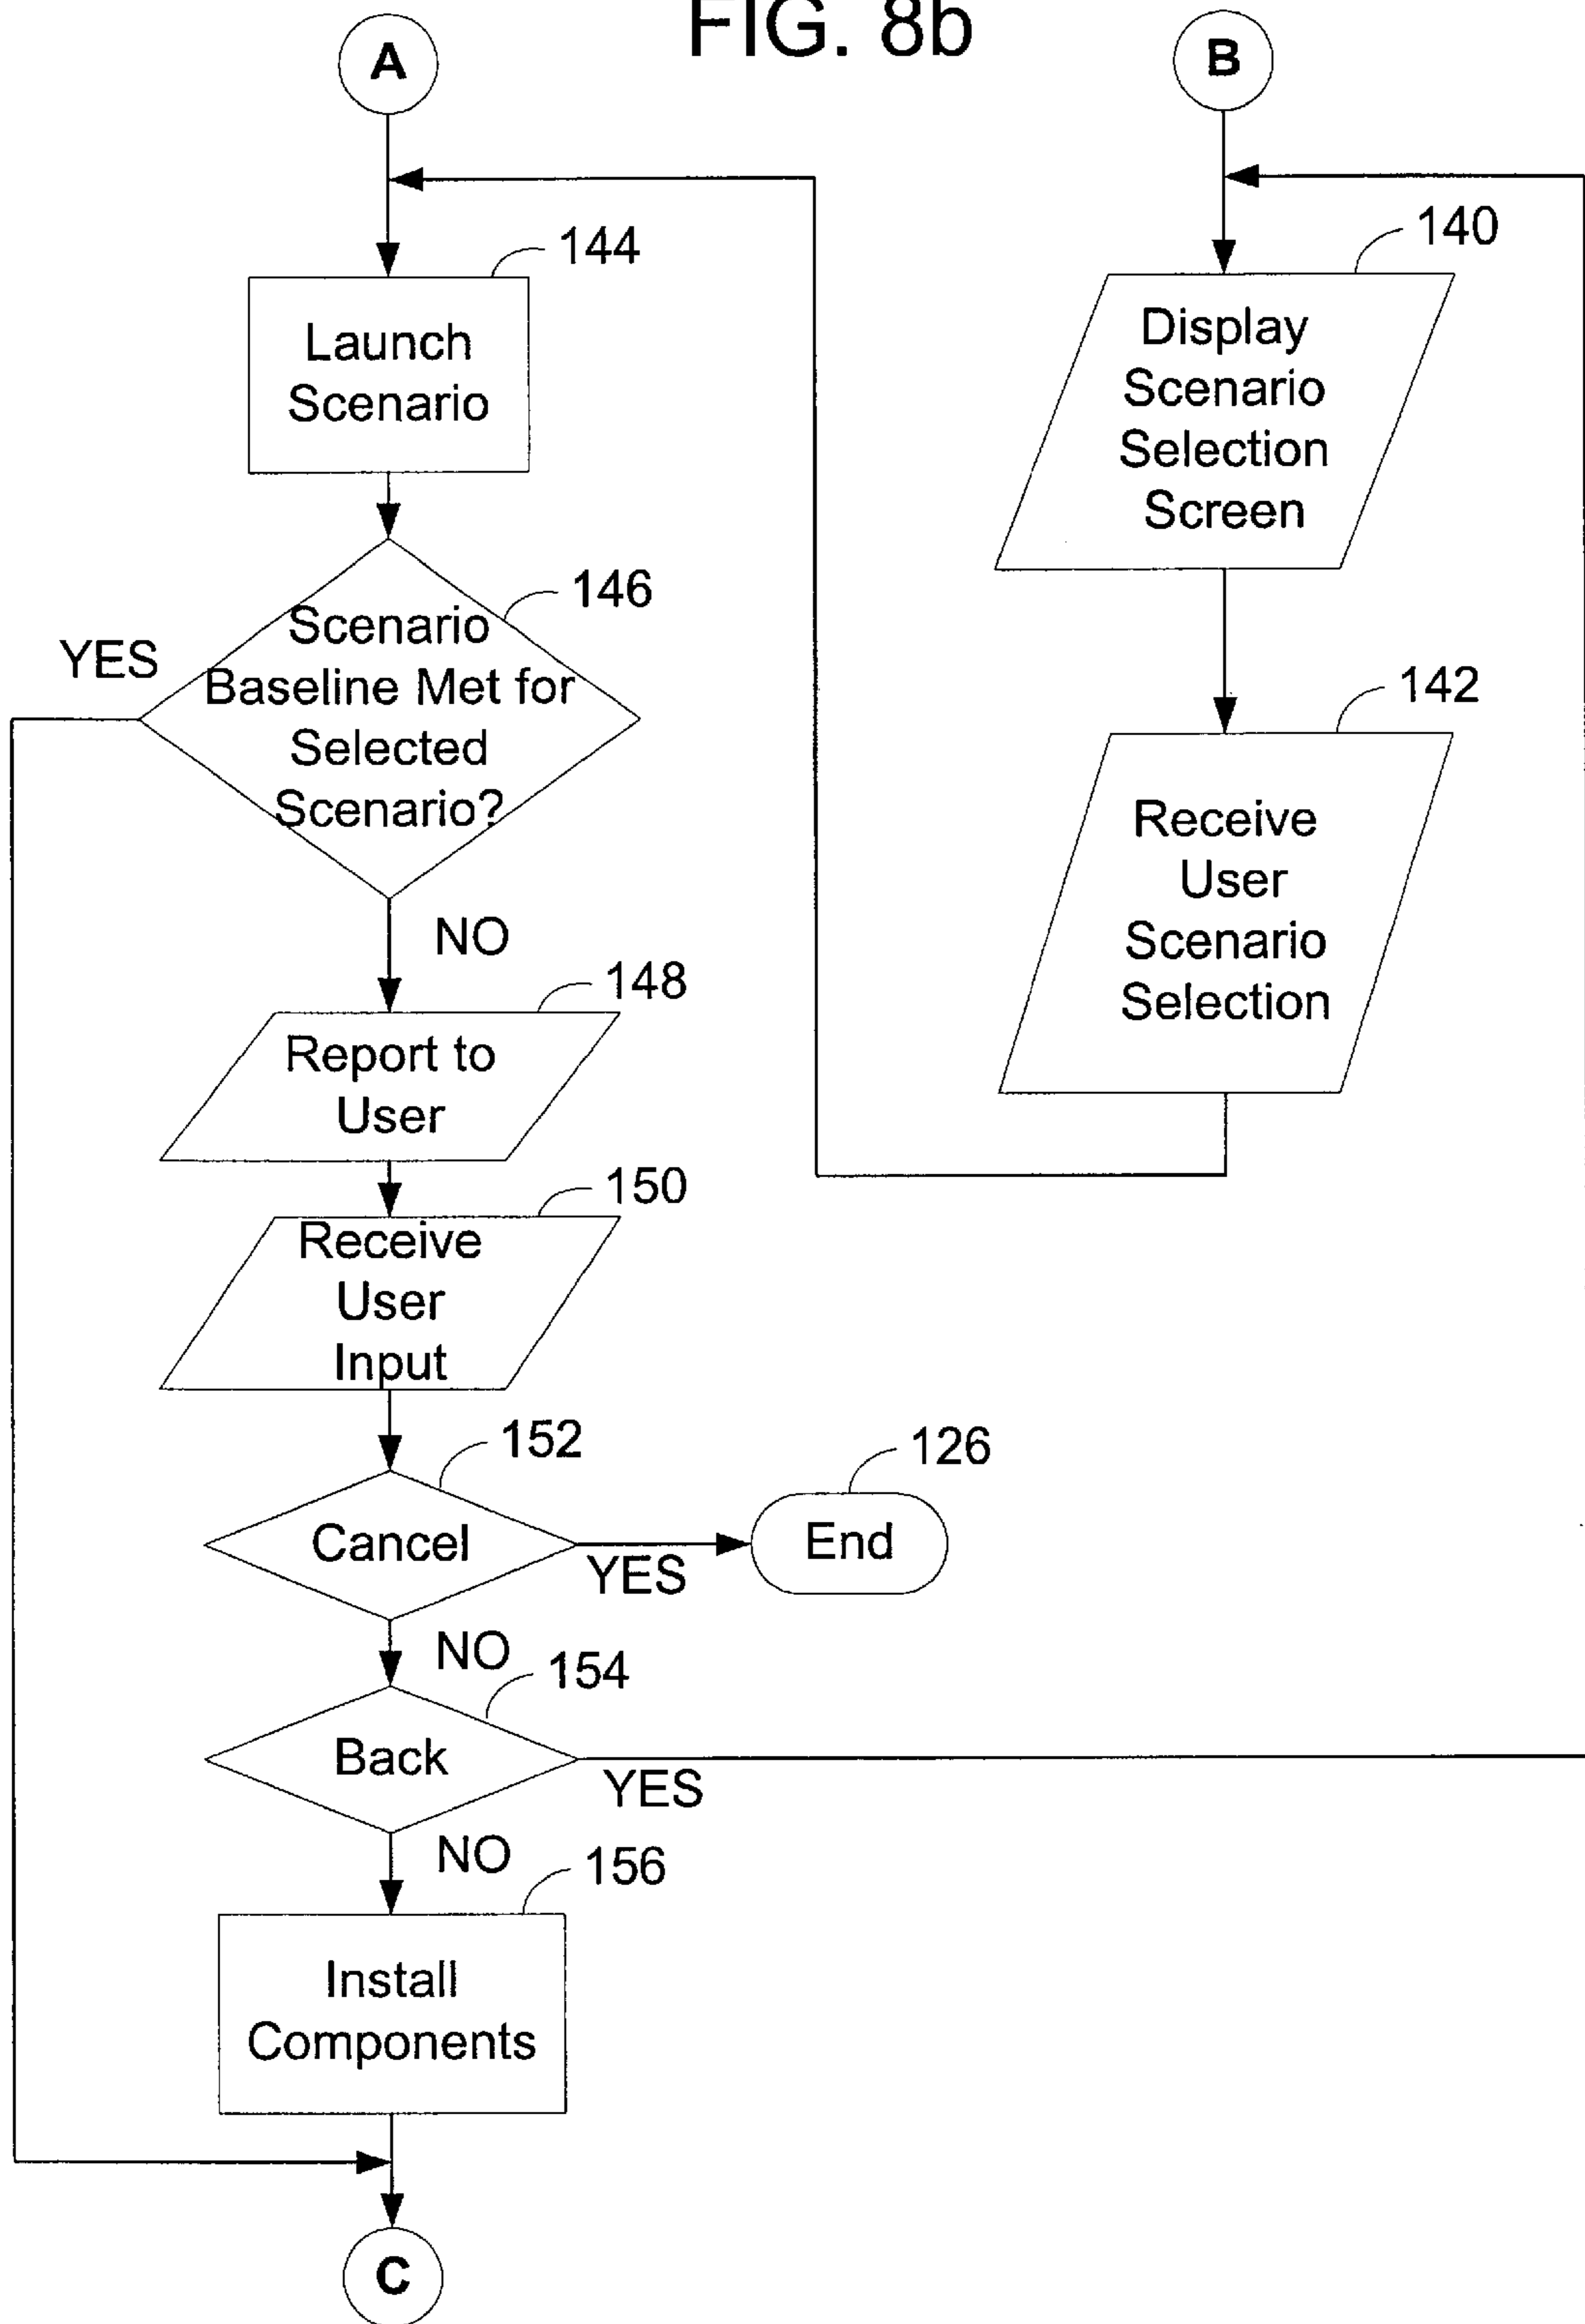 FIG. 8b
A
144
Launch
Scenario
146
Scenario
Baseline Met for
Selected
Scenario?
YES
NO
148
Report to
User
150
Receive
User
Input
152
Cancel
YES
126
End
NO
154
Back
YES
NO
156
Install
Components
C
B
140
Display
Scenario
Selection
Screen
142
Receive
User
Scenario
Selection